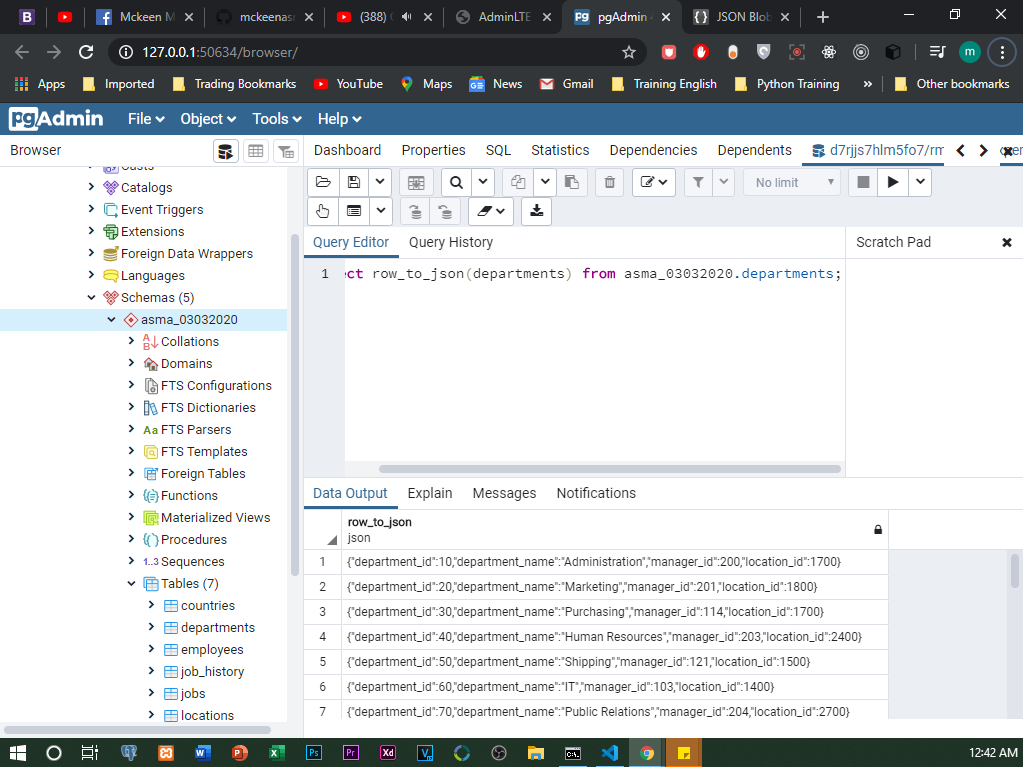 Mckeen M
mckeenasr
(388)
AdminLTE
pgAdmin 4
JSON Blob
127.0.0.1:50634/browser/
m
Apps
Imported
Trading Bookmarks
YouTube
Maps
News
Gmail
Training English
Python Training
»
Other bookmarks
pgAdmin
File
Object
Tools
Help
Browser
Dashboard
Properties
SQL
Statistics
Dependencies
Dependents
d7rjjs7hlm5fo7/rm
Casts
Catalogs
Event Triggers
Extensions
Foreign Data Wrappers
Languages
Schemas (5)
asma_03032020
Collations
Domains
FTS Configurations
FTS Dictionaries
FTS Parsers
FTS Templates
Foreign Tables
Functions
Materialized Views
Procedures
1..3 Sequences
Tables (7)
countries
departments
employees
job_history
jobs
locations
No limit
Query Editor
Query History
Scratch Pad
1 ct row_to_json(departments) from asma_03032020.departments;
Data Output
Explain
Messages
Notifications
row_to_json
json
1 {"department_id":10,"department_name":"Administration","manager_id":200,"location_id":1700}
2 {"department_id":20,"department_name":"Marketing","manager_id":201,"location_id":1800}
3 {"department_id":30,"department_name":"Purchasing","manager_id":114,"location_id":1700}
4 {"department_id":40,"department_name":"Human Resources","manager_id":203,"location_id":2400}
5 {"department_id":50,"department_name":"Shipping","manager_id":121,"location_id":1500}
6 {"department_id":60,"department_name":"IT","manager_id":103,"location_id":1400}
7 {"department_id":70,"department_name":"Public Relations","manager_id":204,"location_id":2700}
12:42 AM